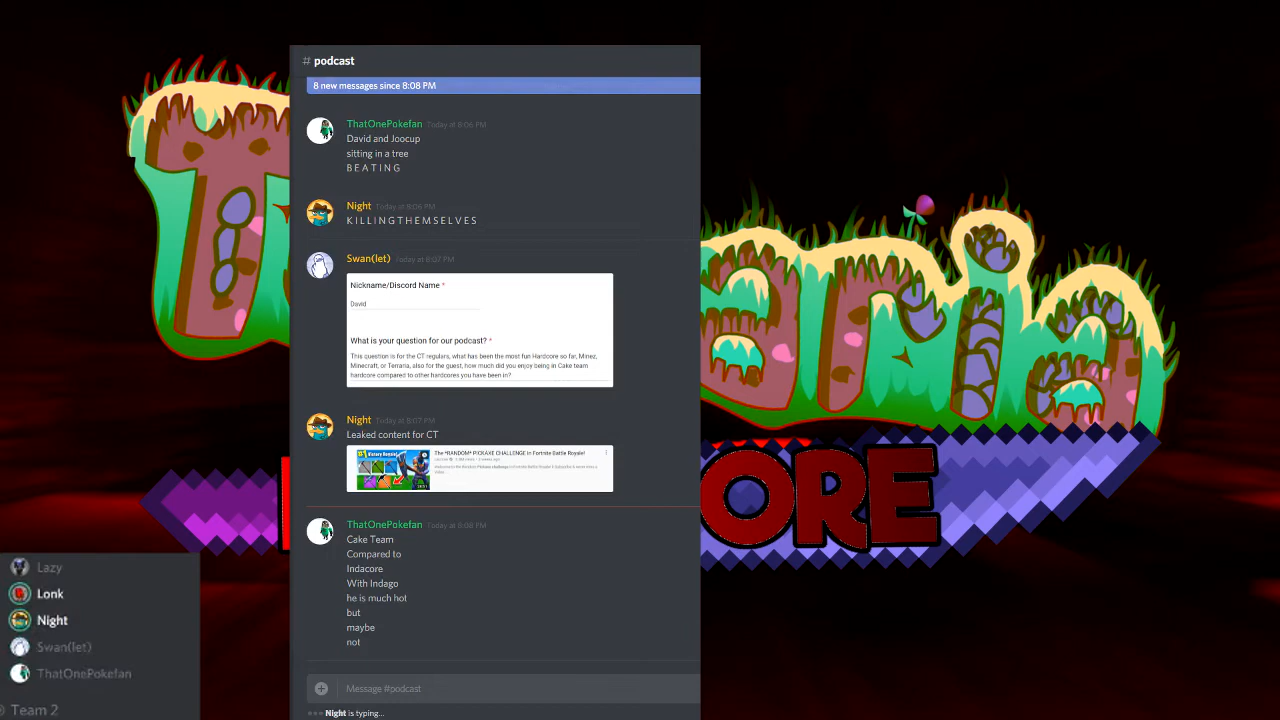 # podcast
8 new messages since 8:08 PM
ThatOnePokefan Today at 8:06 PM
David and Joocup
sitting in a tree
B E A T I N G
Night Today at 8:06 PM
K I L L I N G T H E M S E L V E S
Swan(let) Today at 8:07 PM
Nickname/Discord Name *
David
What is your question for our podcast? *
This question is for the CT regulars, what has been the most fun Hardcore so far, Minez,
Minecraft, or Terraria, also for the guest, how much did you enjoy being in Cake team
hardcore compared to other hardcores you have been in?
Night Today at 8:07 PM
Leaked content for CT
The *RANDOM* PICKAXE CHALLENGE in Fortnite Battle Royale!
ThatOnePokefan Today at 8:08 PM
Cake Team
Compared to
Indacore
With Indago
he is much hot
but
maybe
not
Message #podcast
Night is typing...
Lazy
Lonk
Night
Swan(let)
ThatOnePokefan
Team 2
T
aria
ORE